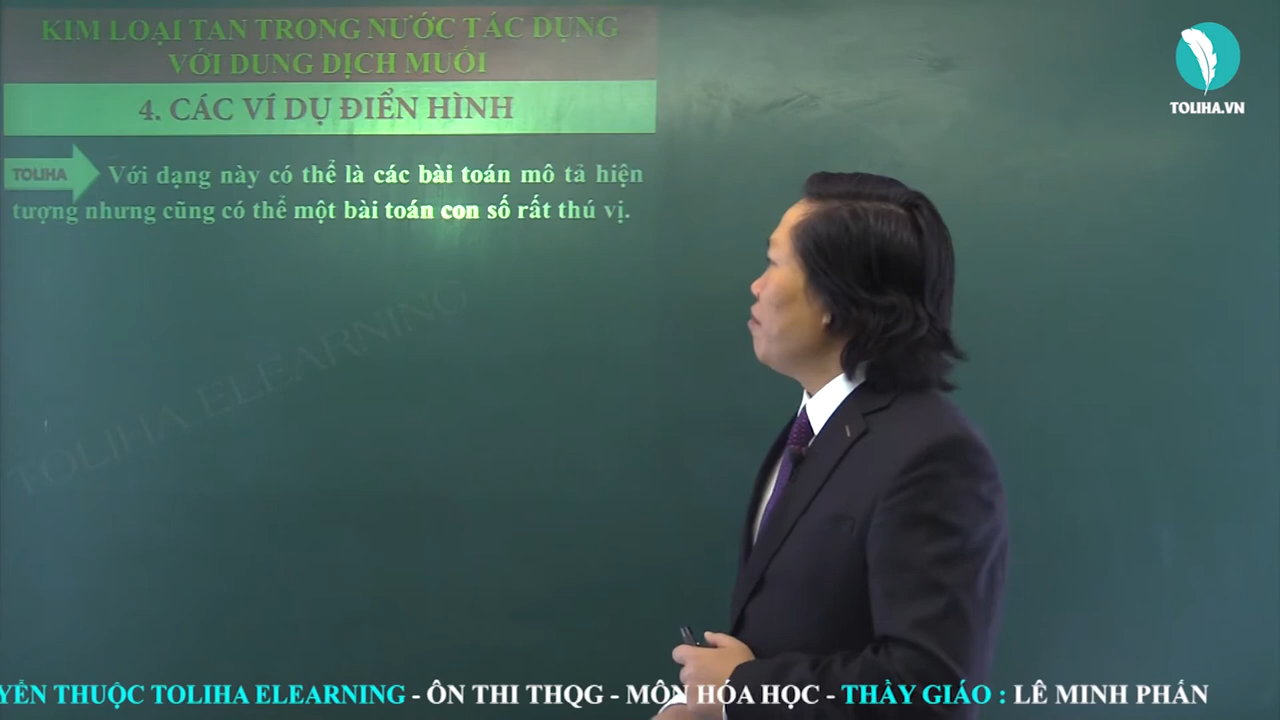 KIM LOẠI TAN TRONG NƯỚC TÁC DỤNG
VỚI DUNG DỊCH MUỐI
4. CÁC VÍ DỤ ĐIỂN HÌNH
TOLIHA
Với dạng này có thể là các bài toán mô tả hiện
tượng nhưng cũng có thể một bài toán con số rất thú vị.
TOLIHA.VN
TOLIHA ELEARNING
YỂN THUỘC TOLIHA ELEARNING - ÔN THI THQG - MÔN HÓA HỌC - THẦY GIÁO : LÊ MINH PHẤN